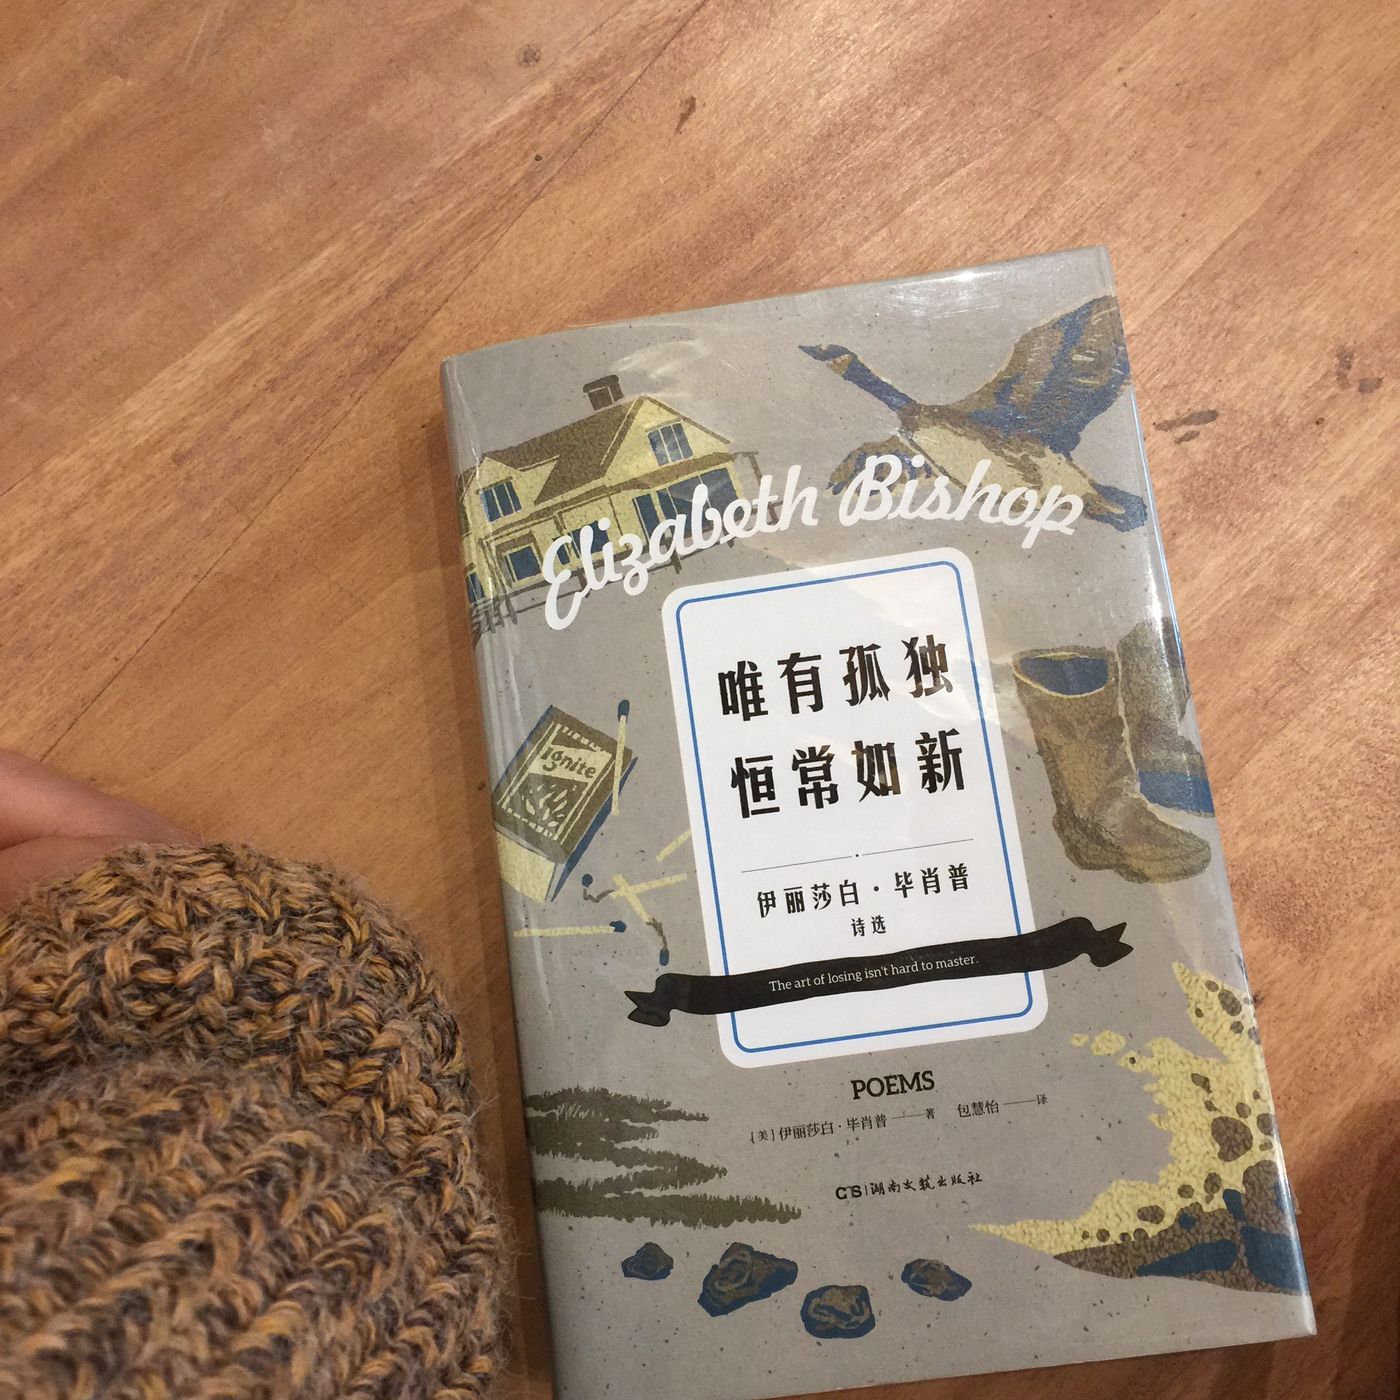 Elizabeth Bishop
唯有孤独
恒常如新
Ignite
伊丽莎白·毕肖普
诗选
The art of losing isn't hard to master.
POEMS
[美]伊丽莎白·毕肖普——著 包慧怡——译
CS|湖南文艺出版社